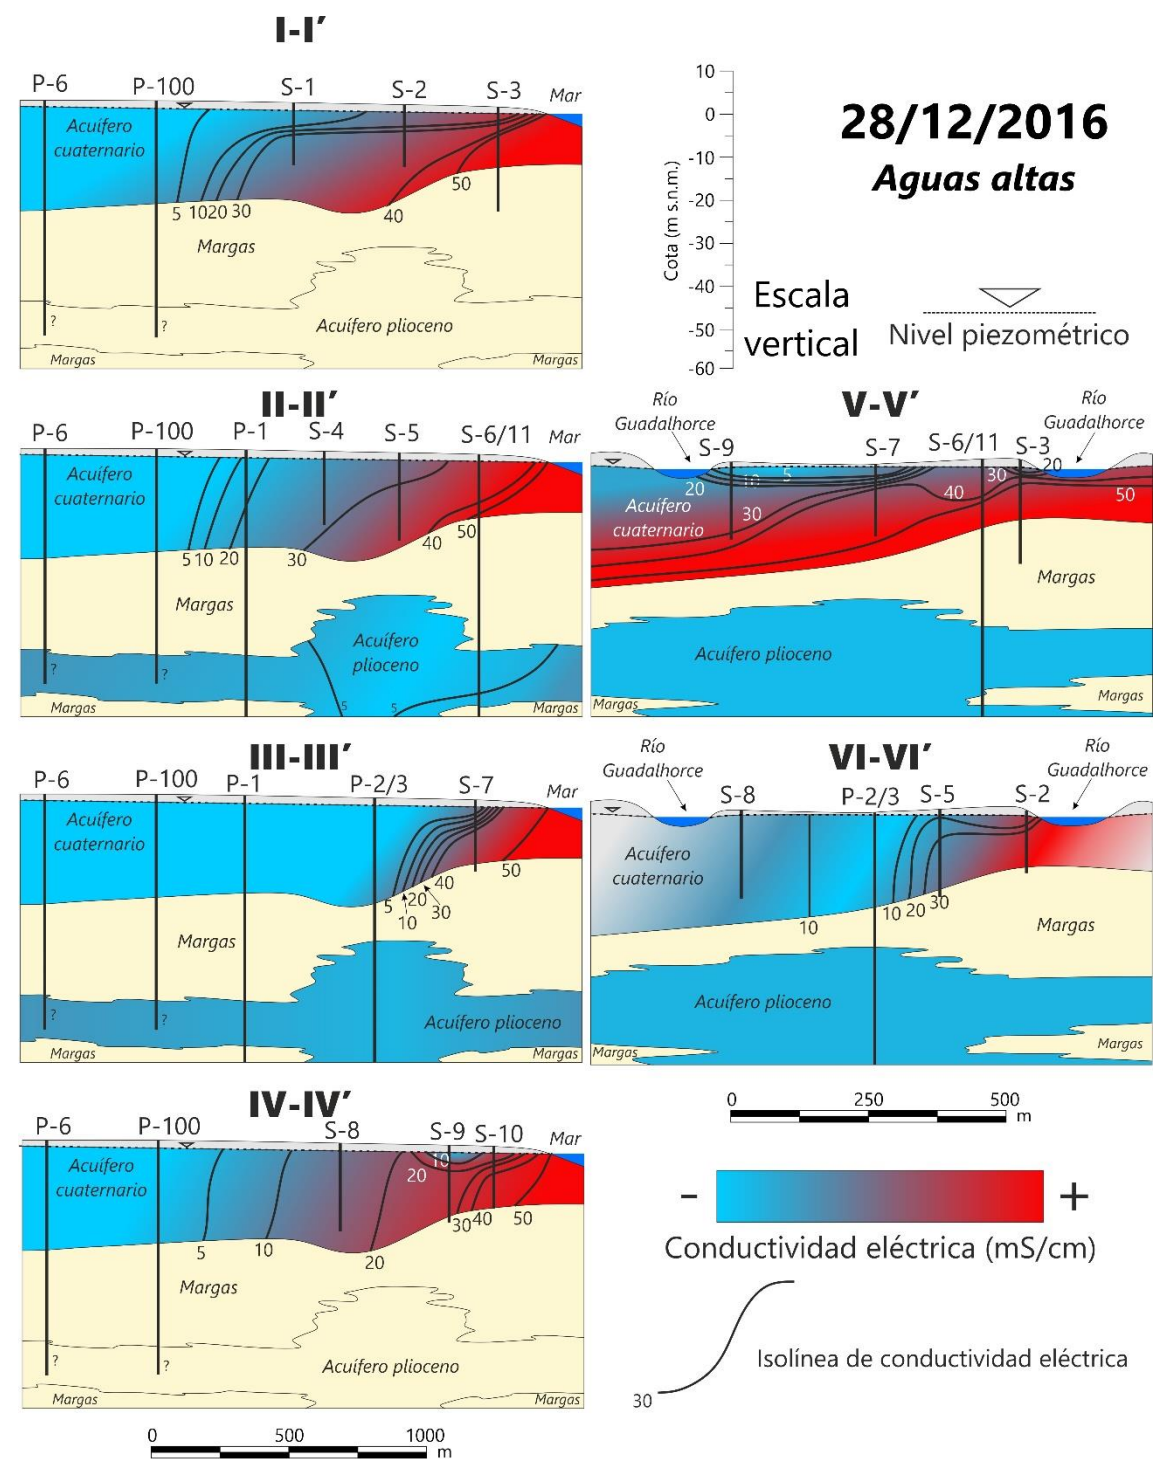 I-I′
P-6 P-100 S-1 S-2 S-3 Mar
Acuífero
cuaternario
5 10 20 30 40 50
Margas
? ?
Acuífero plioceno
Margas Margas
10
0
-10
-20
-30
-40
-50
-60
Cota (m s.n.m.)
28/12/2016
Aguas altas
Escala
vertical
Nivel piezométrico
II-II′
P-6 P-100 P-1 S-4 S-5 S-6/11 Mar
Acuífero
cuaternario
5 10 20 30 40 50
Margas
Acuífero
plioceno
? ?
5 5
Margas Margas
V-V′
Río
Guadalhorce
Río
Guadalhorce
S-9 S-7 S-6/11 S-3
20 10 5 30 20
30 40 50
Acuífero
cuaternario
Margas
Acuífero plioceno
Margas
III-III′
P-6 P-100 P-1 P-2/3 S-7 Mar
Acuífero
cuaternario
5 10 20 30 40 50
Margas
? ?
Acuífero plioceno
Margas Margas
VI-VI′
Río
Guadalhorce
Río
Guadalhorce
S-8 P-2/3 S-5 S-2
Acuífero
cuaternario
10 10 20 30
Margas
Acuífero plioceno
Margas Margas
0 250 500
m
IV-IV′
P-6 P-100 S-8 S-9 S-10 Mar
Acuífero
cuaternario
10
20
5 10 20 30 40 50
Margas
? ?
Acuífero plioceno
Margas Margas
0 500 1000
m
- +
Conductividad eléctrica (mS/cm)
Isolínea de conductividad eléctrica
30